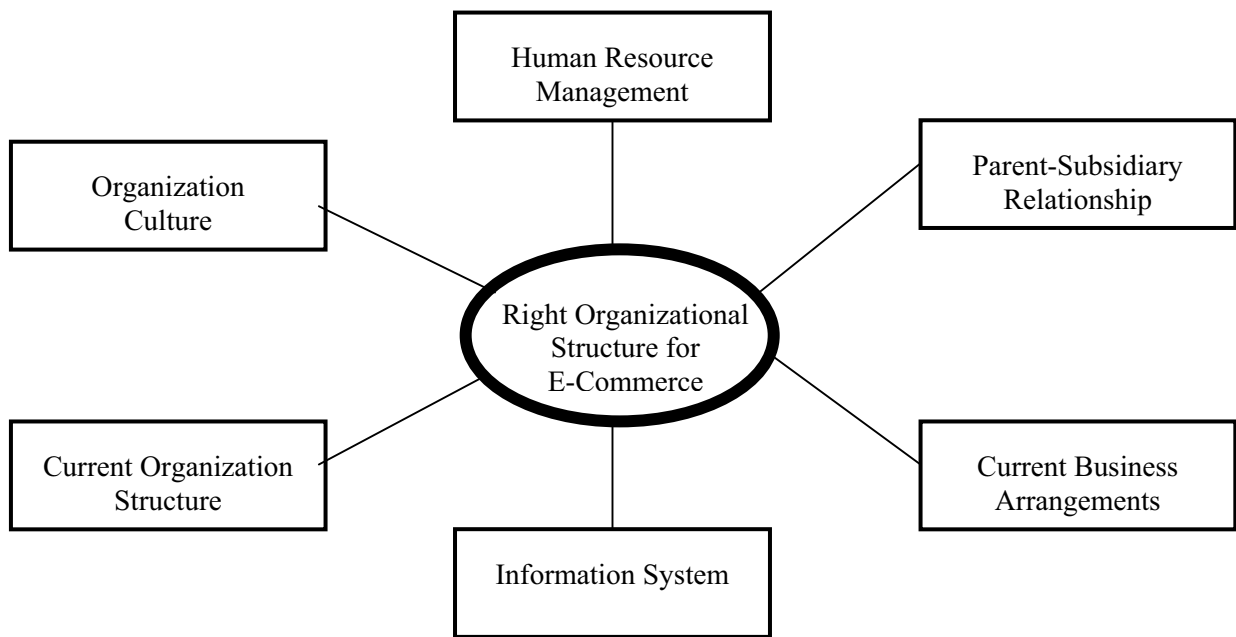 Human Resource
Management
Organization
Culture
Parent-Subsidiary
Relationship
Right Organizational
Structure for
E-Commerce
Current Organization
Structure
Current Business
Arrangements
Information System